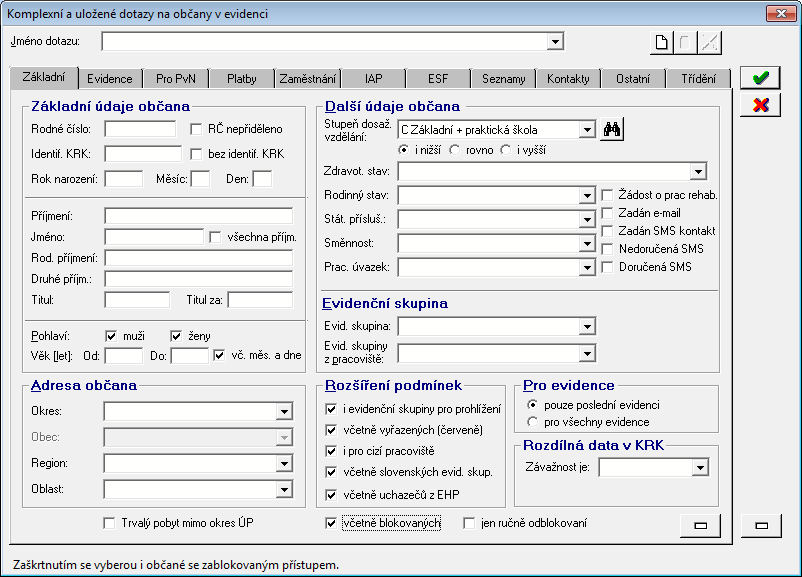 Komplexní a uložené dotazy na občany v evidenci
Jméno dotazu:
Základní Evidence Pro PvN Platby Zaměstnání IAP ESF Seznamy Kontakty Ostatní Třídění
Základní údaje občana
Rodné číslo: RČ nepřiděleno
Identif. KRK: bez identif. KRK
Rok narození: Měsíc: Den:
Příjmení:
Jméno: všechna příjm.
Rod. příjmení:
Druhé příjm.:
Titul: Titul za:
Pohlaví: muži ženy
Věk [let]: Od: Do: vč. měs. a dne
Další údaje občana
Stupeň dosaž.
vzdělání: C Základní + praktická škola
i nižší rovno i vyšší
Zdravot. stav:
Rodinný stav: Žádost o prac rehab.
Zadán e-mail
Stát. přísluš.: Zadán SMS kontakt
Směnnost: Nedoručená SMS
Prac. úvazek: Doručená SMS
Evidenční skupina
Evid. skupina:
Evid. skupiny
z pracoviště:
Adresa občana
Okres:
Obec:
Region:
Oblast:
Trvalý pobyt mimo okres ÚP
Rozšíření podmínek
i evidenční skupiny pro prohlížení
včetně vyřazených (červeně)
i pro cizí pracoviště
včetně slovenských evid. skup.
včetně uchazečů z EHP
včetně blokovaných jen ručně odblokovaní
Pro evidence
pouze poslední evidenci
pro všechny evidence
Rozdílná data v KRK
Závažnost je:
Zaškrtnutím se vyberou i občané se zablokovaným přístupem.